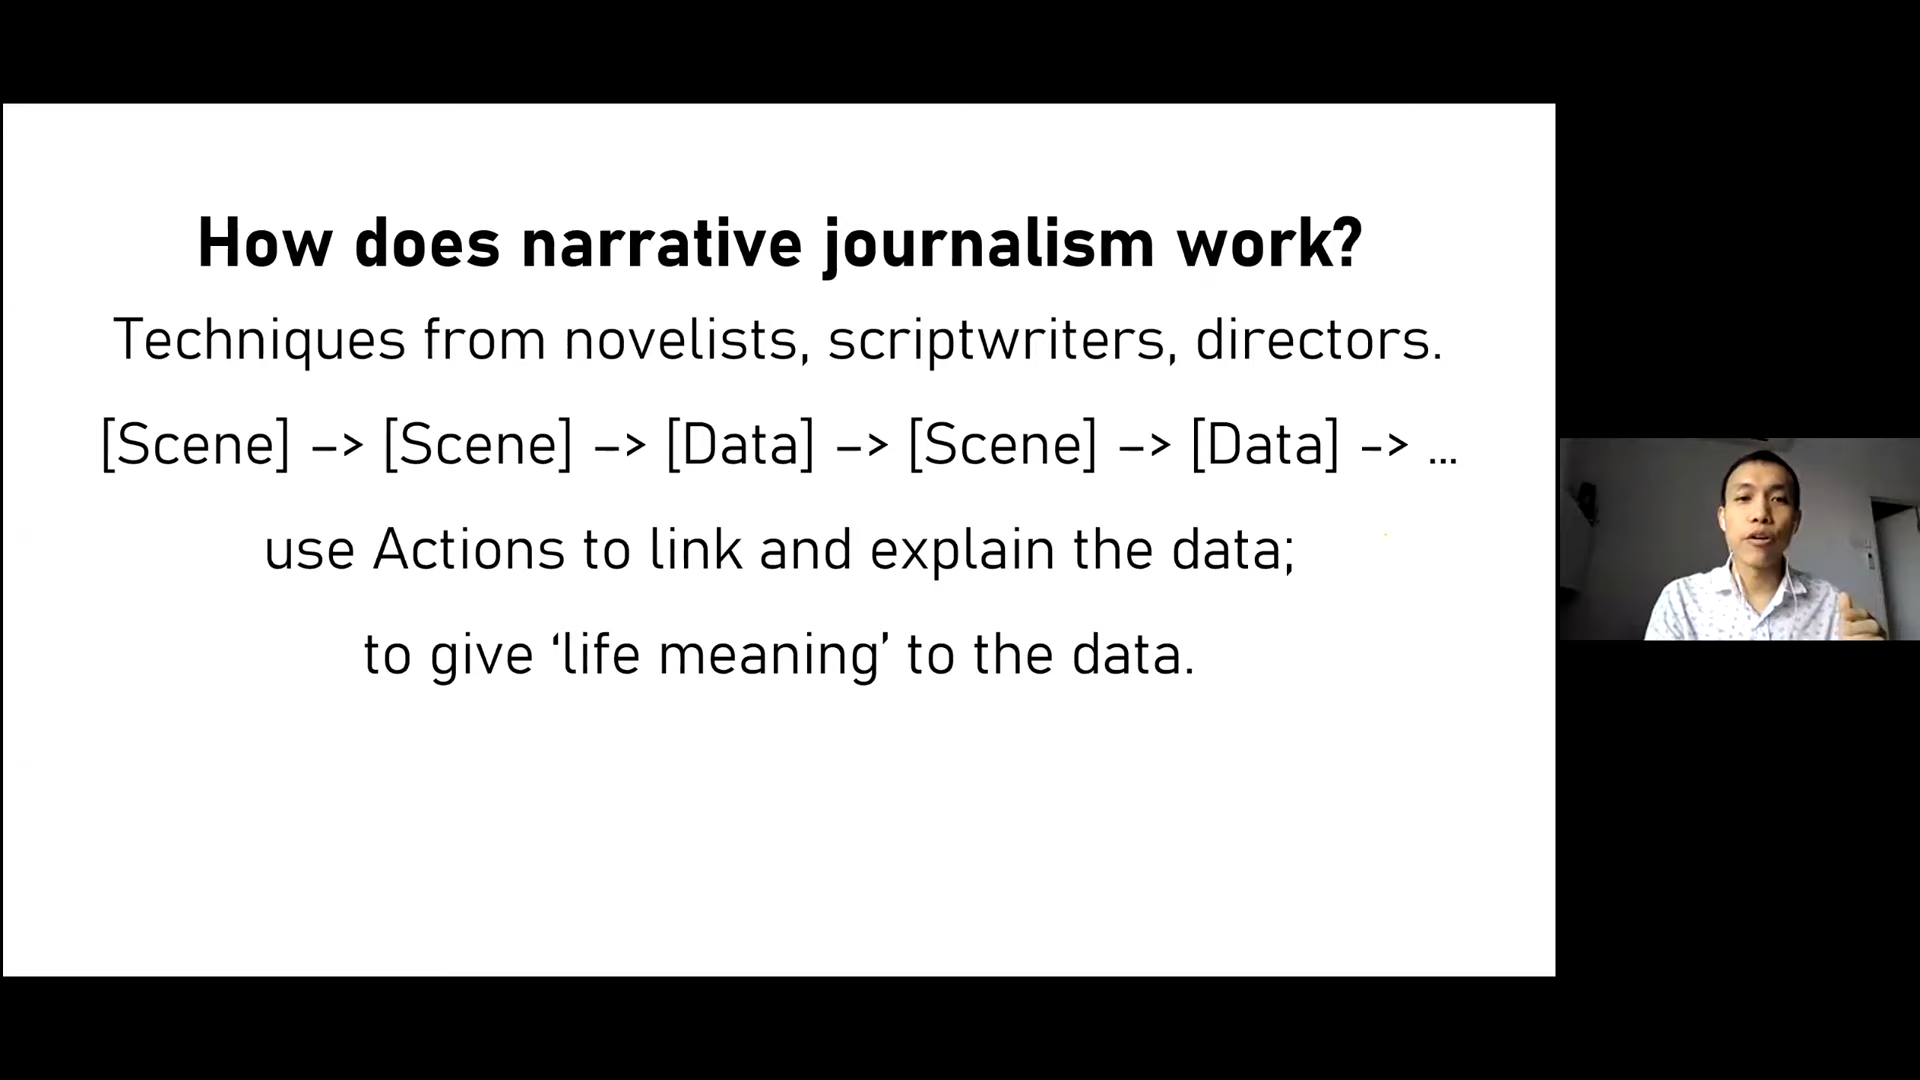 How does narrative journalism work?
Techniques from novelists, scriptwriters, directors.
[Scene] –> [Scene] –> [Data] –> [Scene] –> [Data] -> ...
use Actions to link and explain the data;
to give ‘life meaning’ to the data.